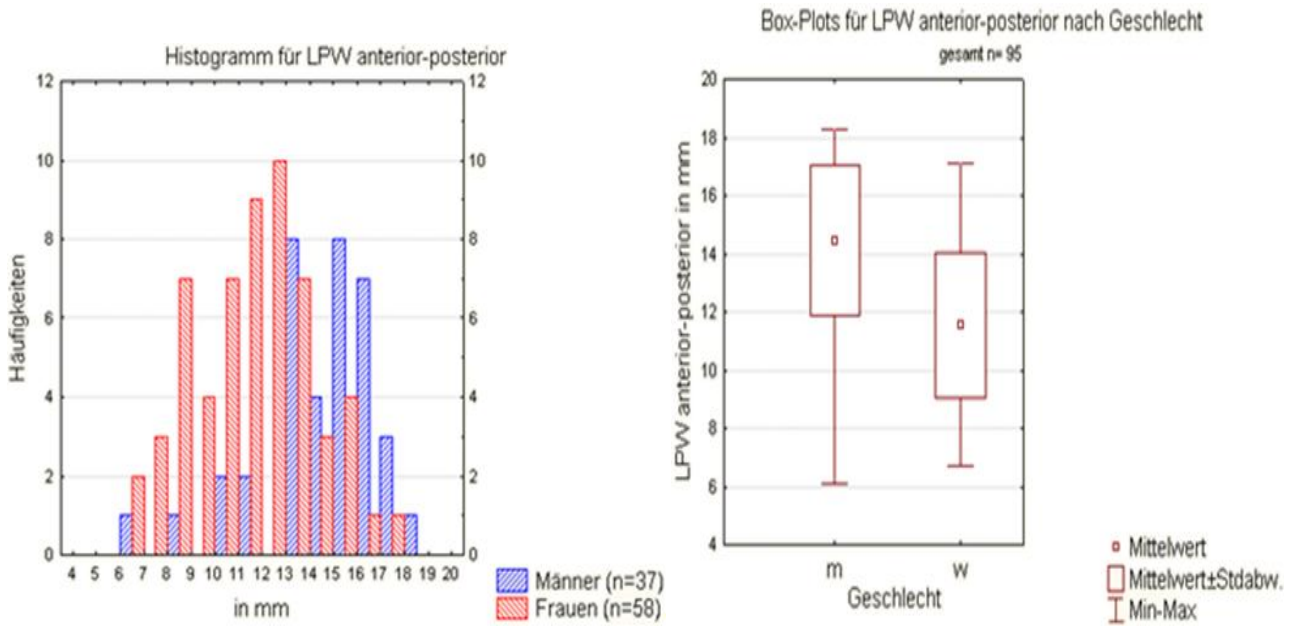 Histogramm für LPW anterior-posterior
12
10
8
6
4
2
0
12
10
8
6
4
2
0
Häufigkeiten
4 5 6 7 8 9 10 11 12 13 14 15 16 17 18 19 20
in mm
Männer (n=37)
Frauen (n=58)
Box-Plots für LPW anterior-posterior nach Geschlecht
gesamt n= 95
20
18
16
14
12
10
8
6
4
LPW anterior-posterior in mm
m w
Geschlecht
Mittelwert
Mittelwert±Stdabw.
Min-Max